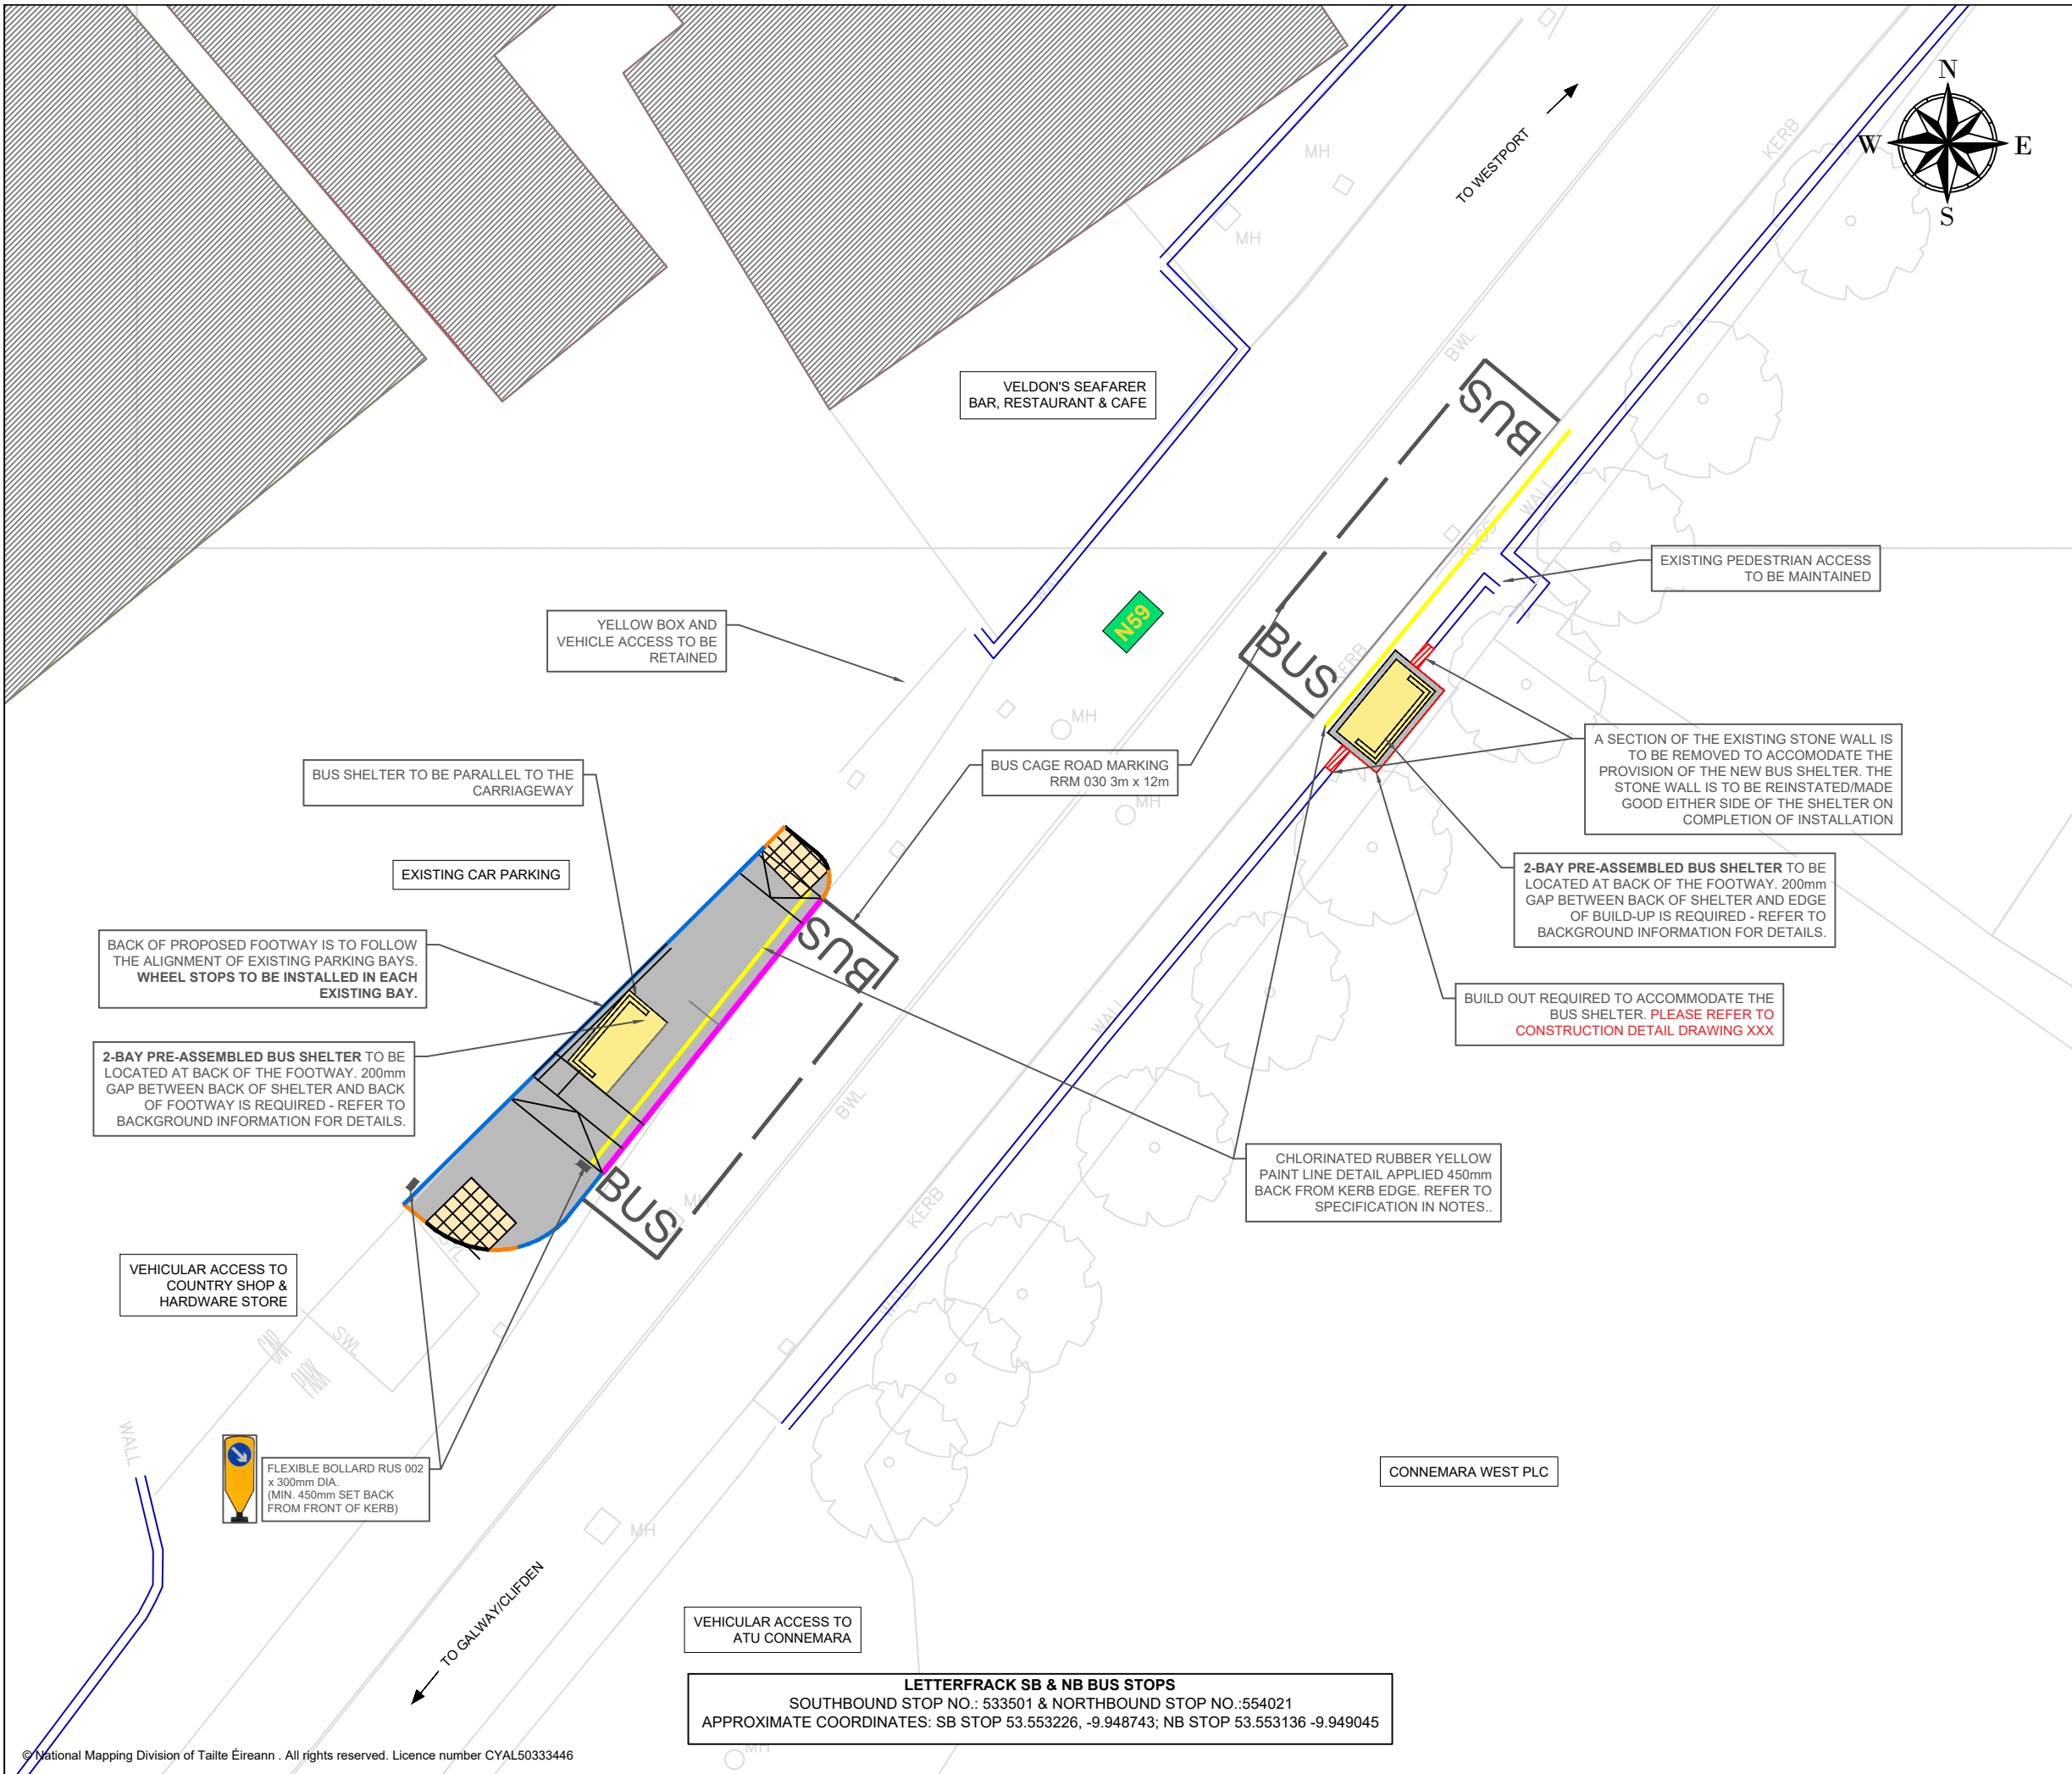 N
W
E
S
TO WESTPORT
KERB
MH
MH
BWL
BUS
VELDON'S SEAFARER
BAR, RESTAURANT & CAFE
WALL
EXISTING PEDESTRIAN ACCESS
TO BE MAINTAINED
N59
YELLOW BOX AND
VEHICLE ACCESS TO BE
RETAINED
BUS
KERB
MH
BUS CAGE ROAD MARKING
RRM 030 3m x 12m
MH
A SECTION OF THE EXISTING STONE WALL IS
TO BE REMOVED TO ACCOMODATE THE
PROVISION OF THE NEW BUS SHELTER. THE
STONE WALL IS TO BE REINSTATED/MADE
GOOD EITHER SIDE OF THE SHELTER ON
COMPLETION OF INSTALLATION
BUS SHELTER TO BE PARALLEL TO THE
CARRIAGEWAY
EXISTING CAR PARKING
2-BAY PRE-ASSEMBLED BUS SHELTER TO BE
LOCATED AT BACK OF THE FOOTWAY. 200mm
GAP BETWEEN BACK OF SHELTER AND EDGE
OF BUILD-UP IS REQUIRED - REFER TO
BACKGROUND INFORMATION FOR DETAILS.
BUS
BACK OF PROPOSED FOOTWAY IS TO FOLLOW
THE ALIGNMENT OF EXISTING PARKING BAYS.
WHEEL STOPS TO BE INSTALLED IN EACH
EXISTING BAY.
BUILD OUT REQUIRED TO ACCOMMODATE THE
BUS SHELTER. PLEASE REFER TO
CONSTRUCTION DETAIL DRAWING XXX
WALL
2-BAY PRE-ASSEMBLED BUS SHELTER TO BE
LOCATED AT BACK OF THE FOOTWAY. 200mm
GAP BETWEEN BACK OF SHELTER AND BACK
OF FOOTWAY IS REQUIRED - REFER TO
BACKGROUND INFORMATION FOR DETAILS.
BWL
CHLORINATED RUBBER YELLOW
PAINT LINE DETAIL APPLIED 450mm
BACK FROM KERB EDGE. REFER TO
SPECIFICATION IN NOTES..
BUS
MH
KERB
WALL
VEHICULAR ACCESS TO
COUNTRY SHOP &
HARDWARE STORE
SWL
WALL
FLEXIBLE BOLLARD RUS 002
x 300mm DIA.
(MIN. 450mm SET BACK
FROM FRONT OF KERB)
CONNEMARA WEST PLC
MH
TO GALWAY/CLIFDEN
VEHICULAR ACCESS TO
ATU CONNEMARA
LETTERFRACK SB & NB BUS STOPS
SOUTHBOUND STOP NO.: 533501 & NORTHBOUND STOP NO.:554021
APPROXIMATE COORDINATES: SB STOP 53.553226, -9.948743; NB STOP 53.553136 -9.949045
MH
© National Mapping Division of Tailte Éireann . All rights reserved. Licence number CYAL50333446